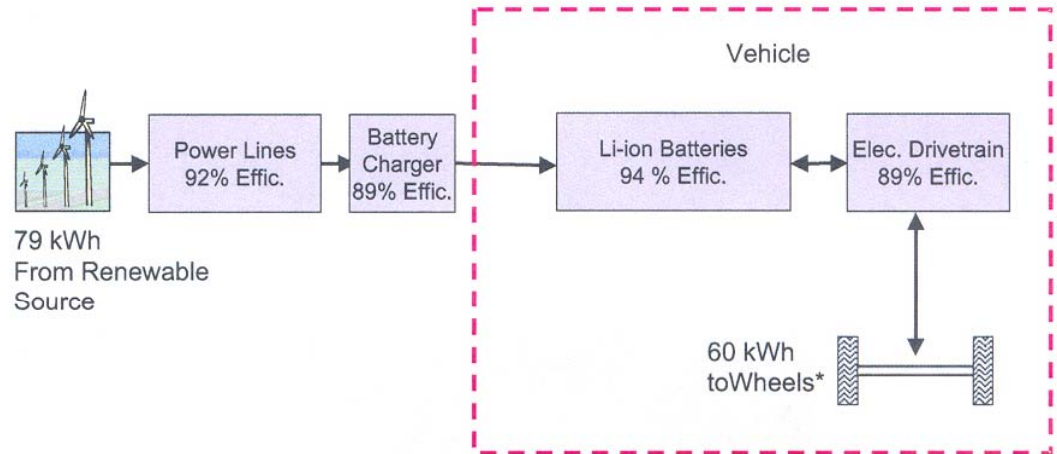 Vehicle
Power Lines
92% Effic.
Battery
Charger
89% Effic.
Li-ion Batteries
94 % Effic.
Elec. Drivetrain
89% Effic.
79 kWh
From Renewable
Source
60 kWh
toWheels*